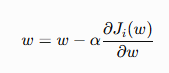 w = w − α ∂J_i(w)/∂w